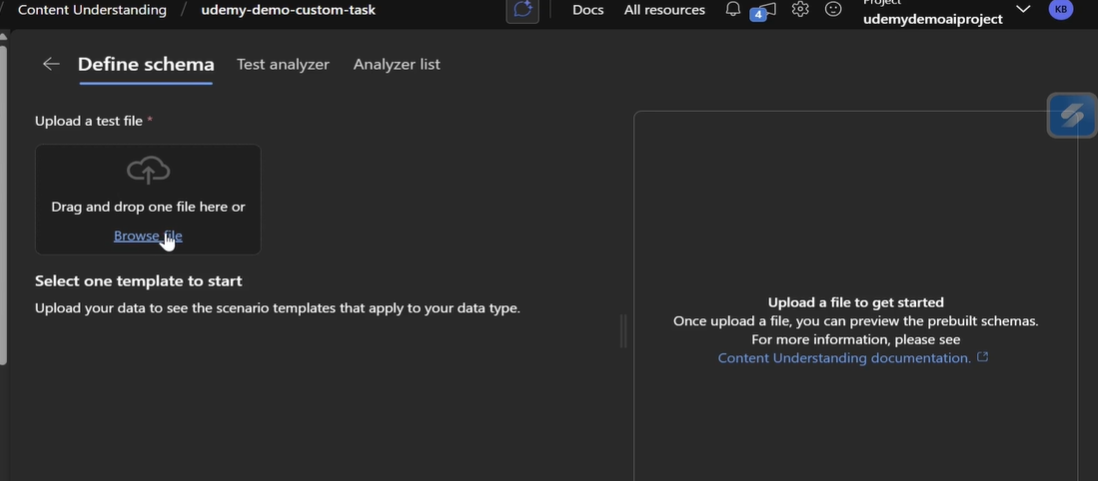 Content Understanding / udemy-demo-custom-task
Docs All resources 4 Project
udemydemoaiproject KB
Define schema Test analyzer Analyzer list
Upload a test file *
Drag and drop one file here or
Browse file
Select one template to start
Upload your data to see the scenario templates that apply to your data type.
Upload a file to get started
Once upload a file, you can preview the prebuilt schemas.
For more information, please see
Content Understanding documentation.